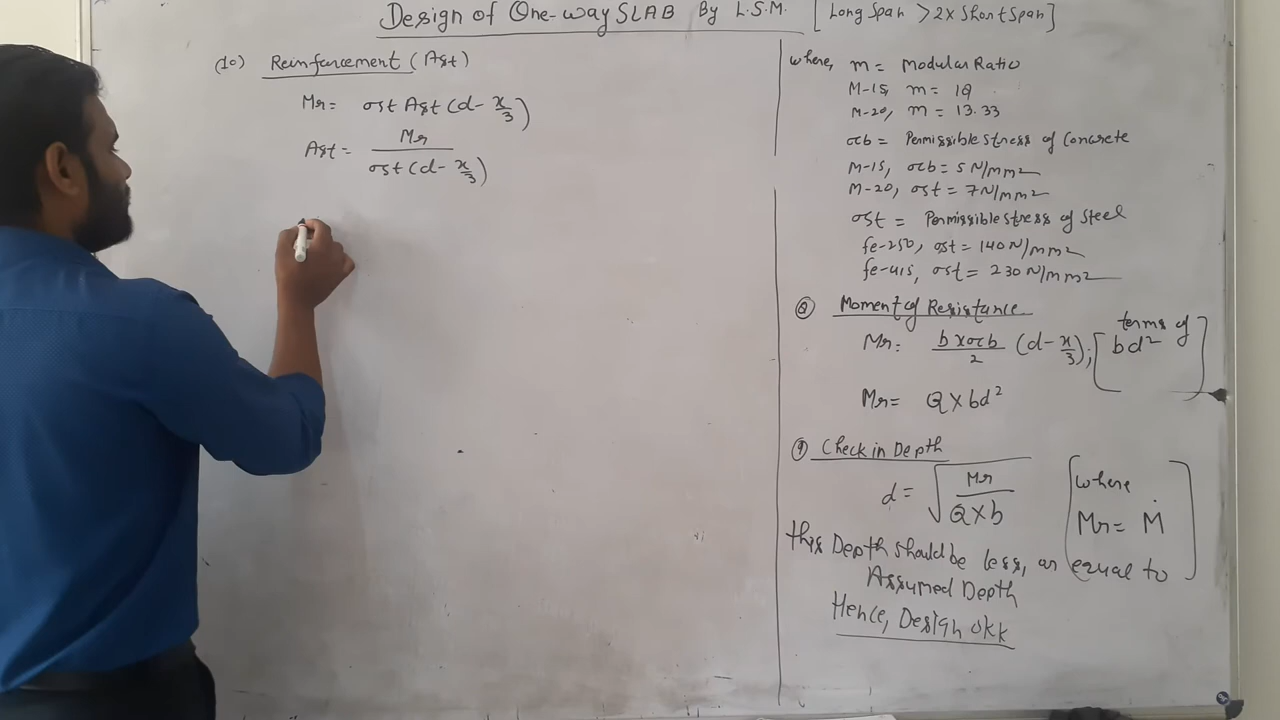 Design of One-way SLAB By L.S.M. [Long Span > 2x Short Span]
(10) Reinforcement (Ast)
Mr = σst Ast (d - x/3)
Ast = Mr / σst (d - x/3)
where, m = Modular Ratio
M-15, m = 19
M-20, m = 13.33
σcb = Permissible stress of Concrete
M-15, σcb = 5 N/mm2
M-20, σst = 7 N/mm2
σst = Permissible stress of Steel
fe-250, σst = 140 N/mm2
fe-415, σst = 230 N/mm2
⑧ Moment of Resistance
Mr = b x σcb / 2 (d - x/3); [terms of bd²]
Mr = Q X bd²
⑨ Check in Depth
d = √(Mr / Q X b) [where Mr = M]
this Depth should be less, or equal to
Assumed Depth
Hence, Design okk